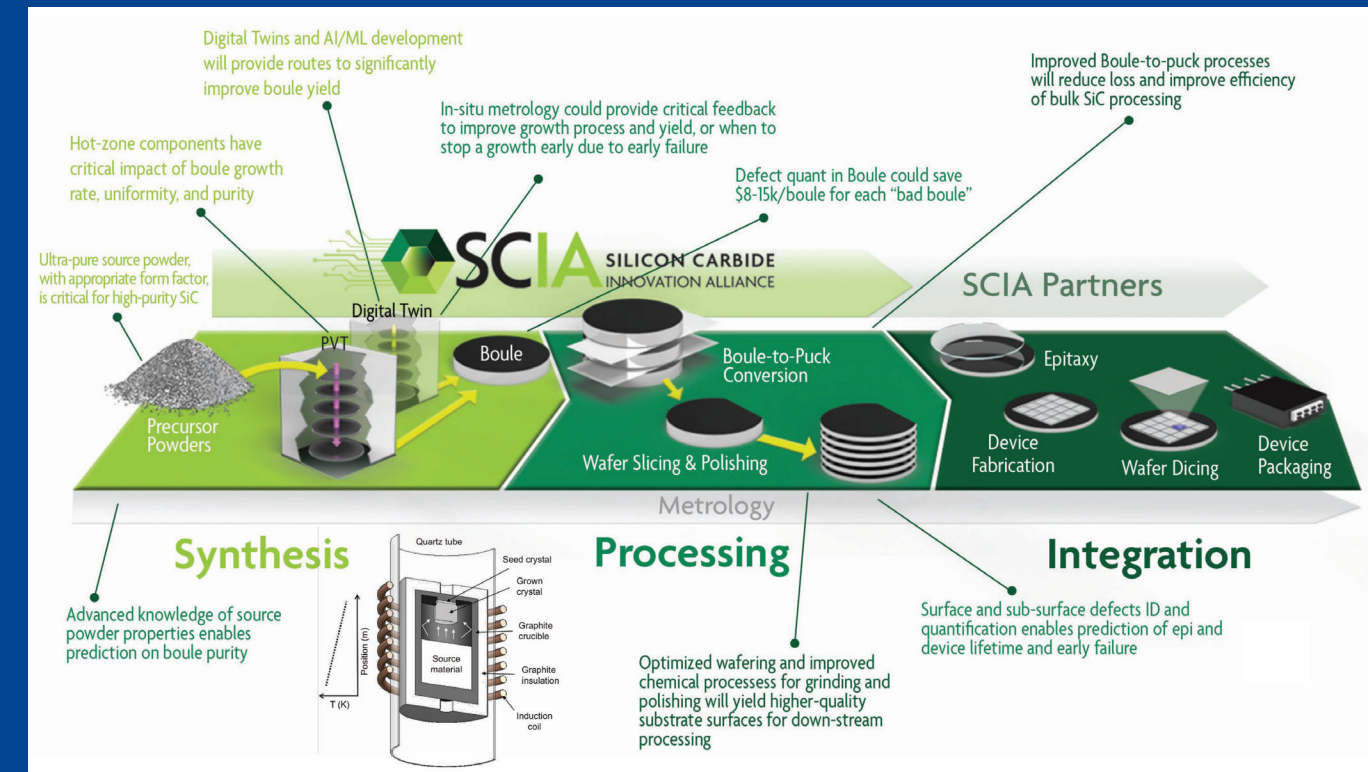 Digital Twins and AI/ML development
will provide routes to significantly
improve boule yield
Improved Boule-to-puck processes
will reduce loss and improve efficiency
of bulk SiC processing
In-situ metrology could provide critical feedback
to improve growth process and yield, or when to
stop a growth early due to early failure
Hot-zone components have
critical impact of boule growth
rate, uniformity, and purity
Defect quant in Boule could save
$8-15k/boule for each “bad boule”
Ultra-pure source powder,
with appropriate form factor,
is critical for high-purity SiC
SCIA
SILICON CARBIDE
INNOVATION ALLIANCE
SCIA Partners
Digital Twin
PVT
Boule
Precursor
Powders
Boule-to-Puck
Conversion
Wafer Slicing & Polishing
Epitaxy
Device
Fabrication
Wafer Dicing
Device
Packaging
Metrology
Synthesis
Processing
Integration
Advanced knowledge of source
powder properties enables
prediction on boule purity
Position (m)
T (K)
Quartz tube
Seed crystal
Grown
crystal
Graphite
crucible
Source
material
Graphite
insulation
Induction
coil
Optimized wafering and improved
chemical processess for grinding and
polishing will yield higher-quality
substrate surfaces for down-stream
processing
Surface and sub-surface defects ID and
quantification enables prediction of epi and
device lifetime and early failure